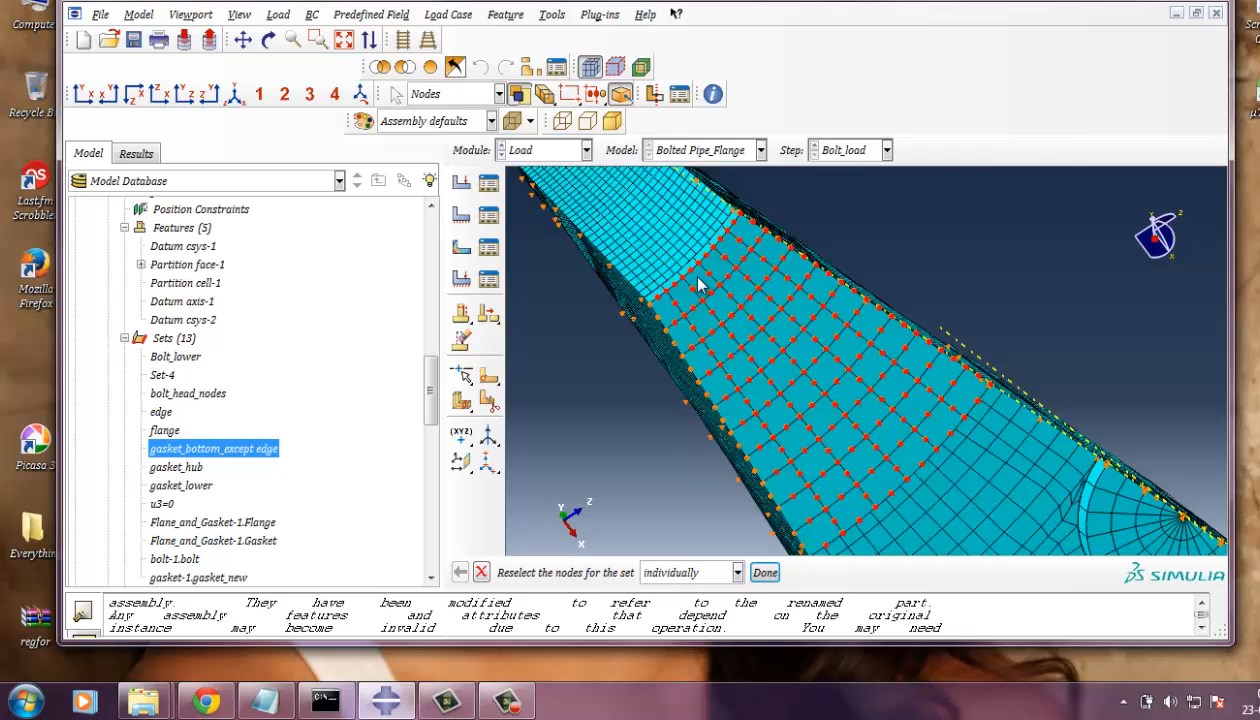 Compute
File Model Viewport View Load BC Predefined Field Load Case Feature Tools Plug-ins Help
1 2 3 4 Nodes
Assembly defaults
Recycle B
Model Results
Module: Load Model: Bolted Pipe_Flange Step: Bolt_load
Model Database
Last.fm
Scrobble
Position Constraints
Features (5)
Datum csys-1
Partition face-1
Partition cell-1
Datum axis-1
Datum csys-2
Mozilla
Firefox
Sets (13)
Bolt_lower
Set-4
bolt_head_nodes
edge
flange
gasket_bottom_except edge
gasket_hub
gasket_lower
u3=0
Flane_and_Gasket-1.Flange
Flane_and_Gasket-1.Gasket
bolt-1.bolt
gasket-1.gasket_new
(XYZ)
Picasa 3
Everythin
Y Z X
Reselect the nodes for the set individually Done
SIMULIA
assembly. They have been modified to refer to the renamed part.
Any assembly features and attributes that depend on the original
instance may become invalid due to this operation. You may need
regfor